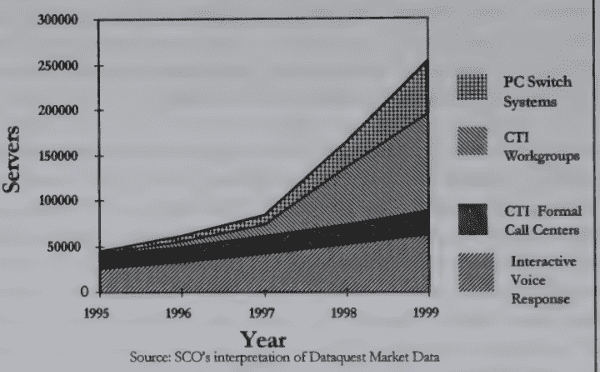 300000
250000
200000
150000
100000
50000
0
Servers
1995
1996
1997
1998
1999
Year
PC Switch
Systems
CTI
Workgroups
CTI Formal
Call Centers
Interactive
Voice
Response
Source: SCO's interpretation of Dataquest Market Data